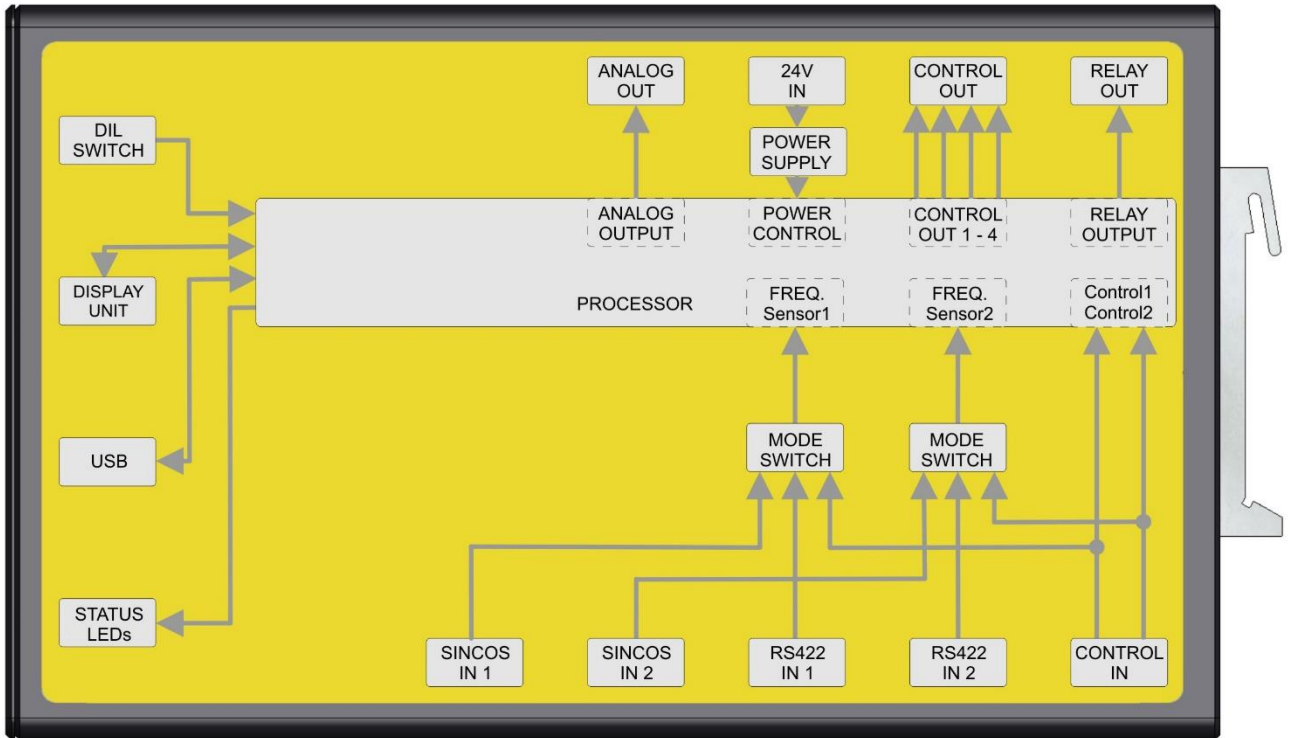 ANALOG
OUT
24V
IN
CONTROL
OUT
RELAY
OUT
DIL
SWITCH
POWER
SUPPLY
ANALOG
OUTPUT
POWER
CONTROL
CONTROL
OUT 1 - 4
RELAY
OUTPUT
DISPLAY
UNIT
PROCESSOR
FREQ.
Sensor1
FREQ.
Sensor2
Control1
Control2
USB
MODE
SWITCH
MODE
SWITCH
STATUS
LEDs
SINCOS
IN 1
SINCOS
IN 2
RS422
IN 1
RS422
IN 2
CONTROL
IN